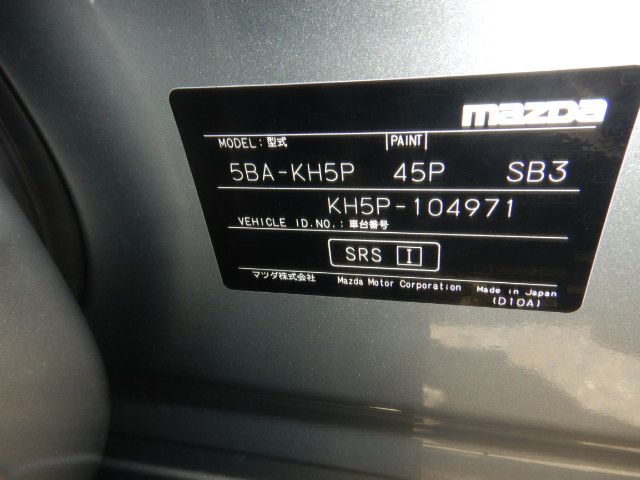 mazda
MODEL : 型式 PAINT
5BA-KH5P 45P SB3
KH5P-104971
VEHICLE ID.NO. : 車台番号
SRS I
マツダ株式会社 Mazda Motor Corporation Made in Japan
(D10A)